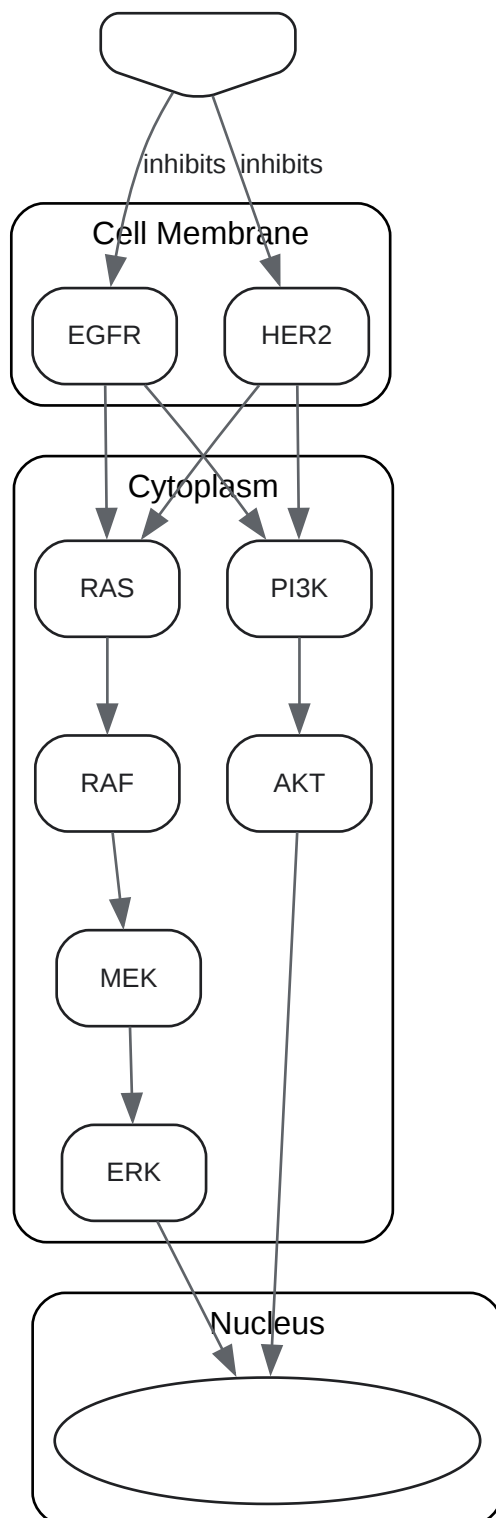 inhibits inhibits
Cell Membrane
EGFR HER2
Cytoplasm
RAS PI3K
RAF AKT
MEK
ERK
Nucleus